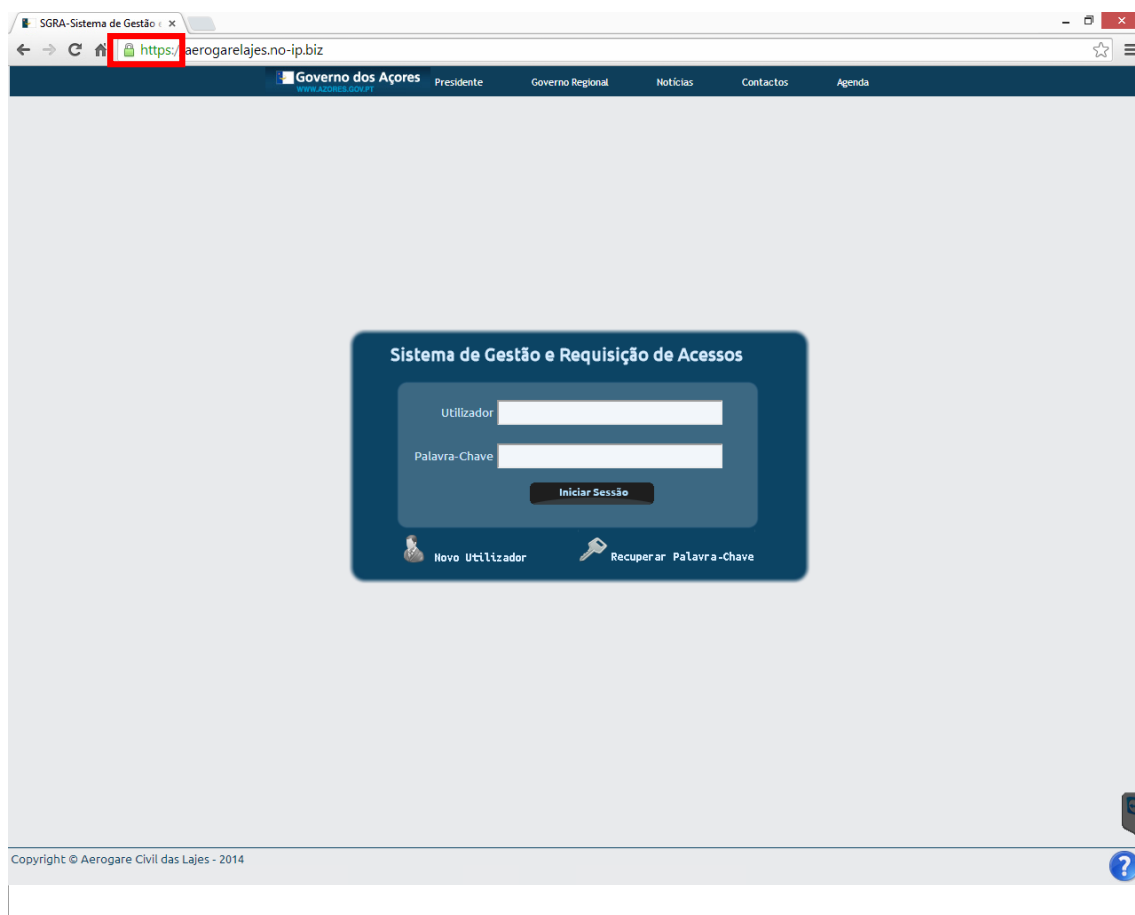 SGRA-Sistema de Gestão
https:/ aerogarelajes.no-ip.biz
Governo dos Açores
WWW.AZORES.GOV.PT
Presidente Governo Regional Notícias Contactos Agenda
Sistema de Gestão e Requisição de Acessos
Utilizador
Palavra-Chave
Iniciar Sessão
Novo Utilizador Recuperar Palavra-Chave
Copyright © Aerogare Civil das Lajes - 2014
?